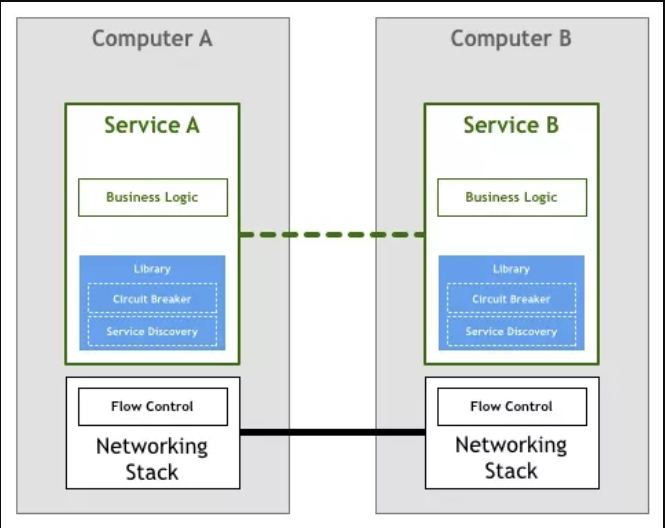 Computer A
Service A
Business Logic
Library
Circuit Breaker
Service Discovery
Flow Control
Networking
Stack
Computer B
Service B
Business Logic
Library
Circuit Breaker
Service Discovery
Flow Control
Networking
Stack